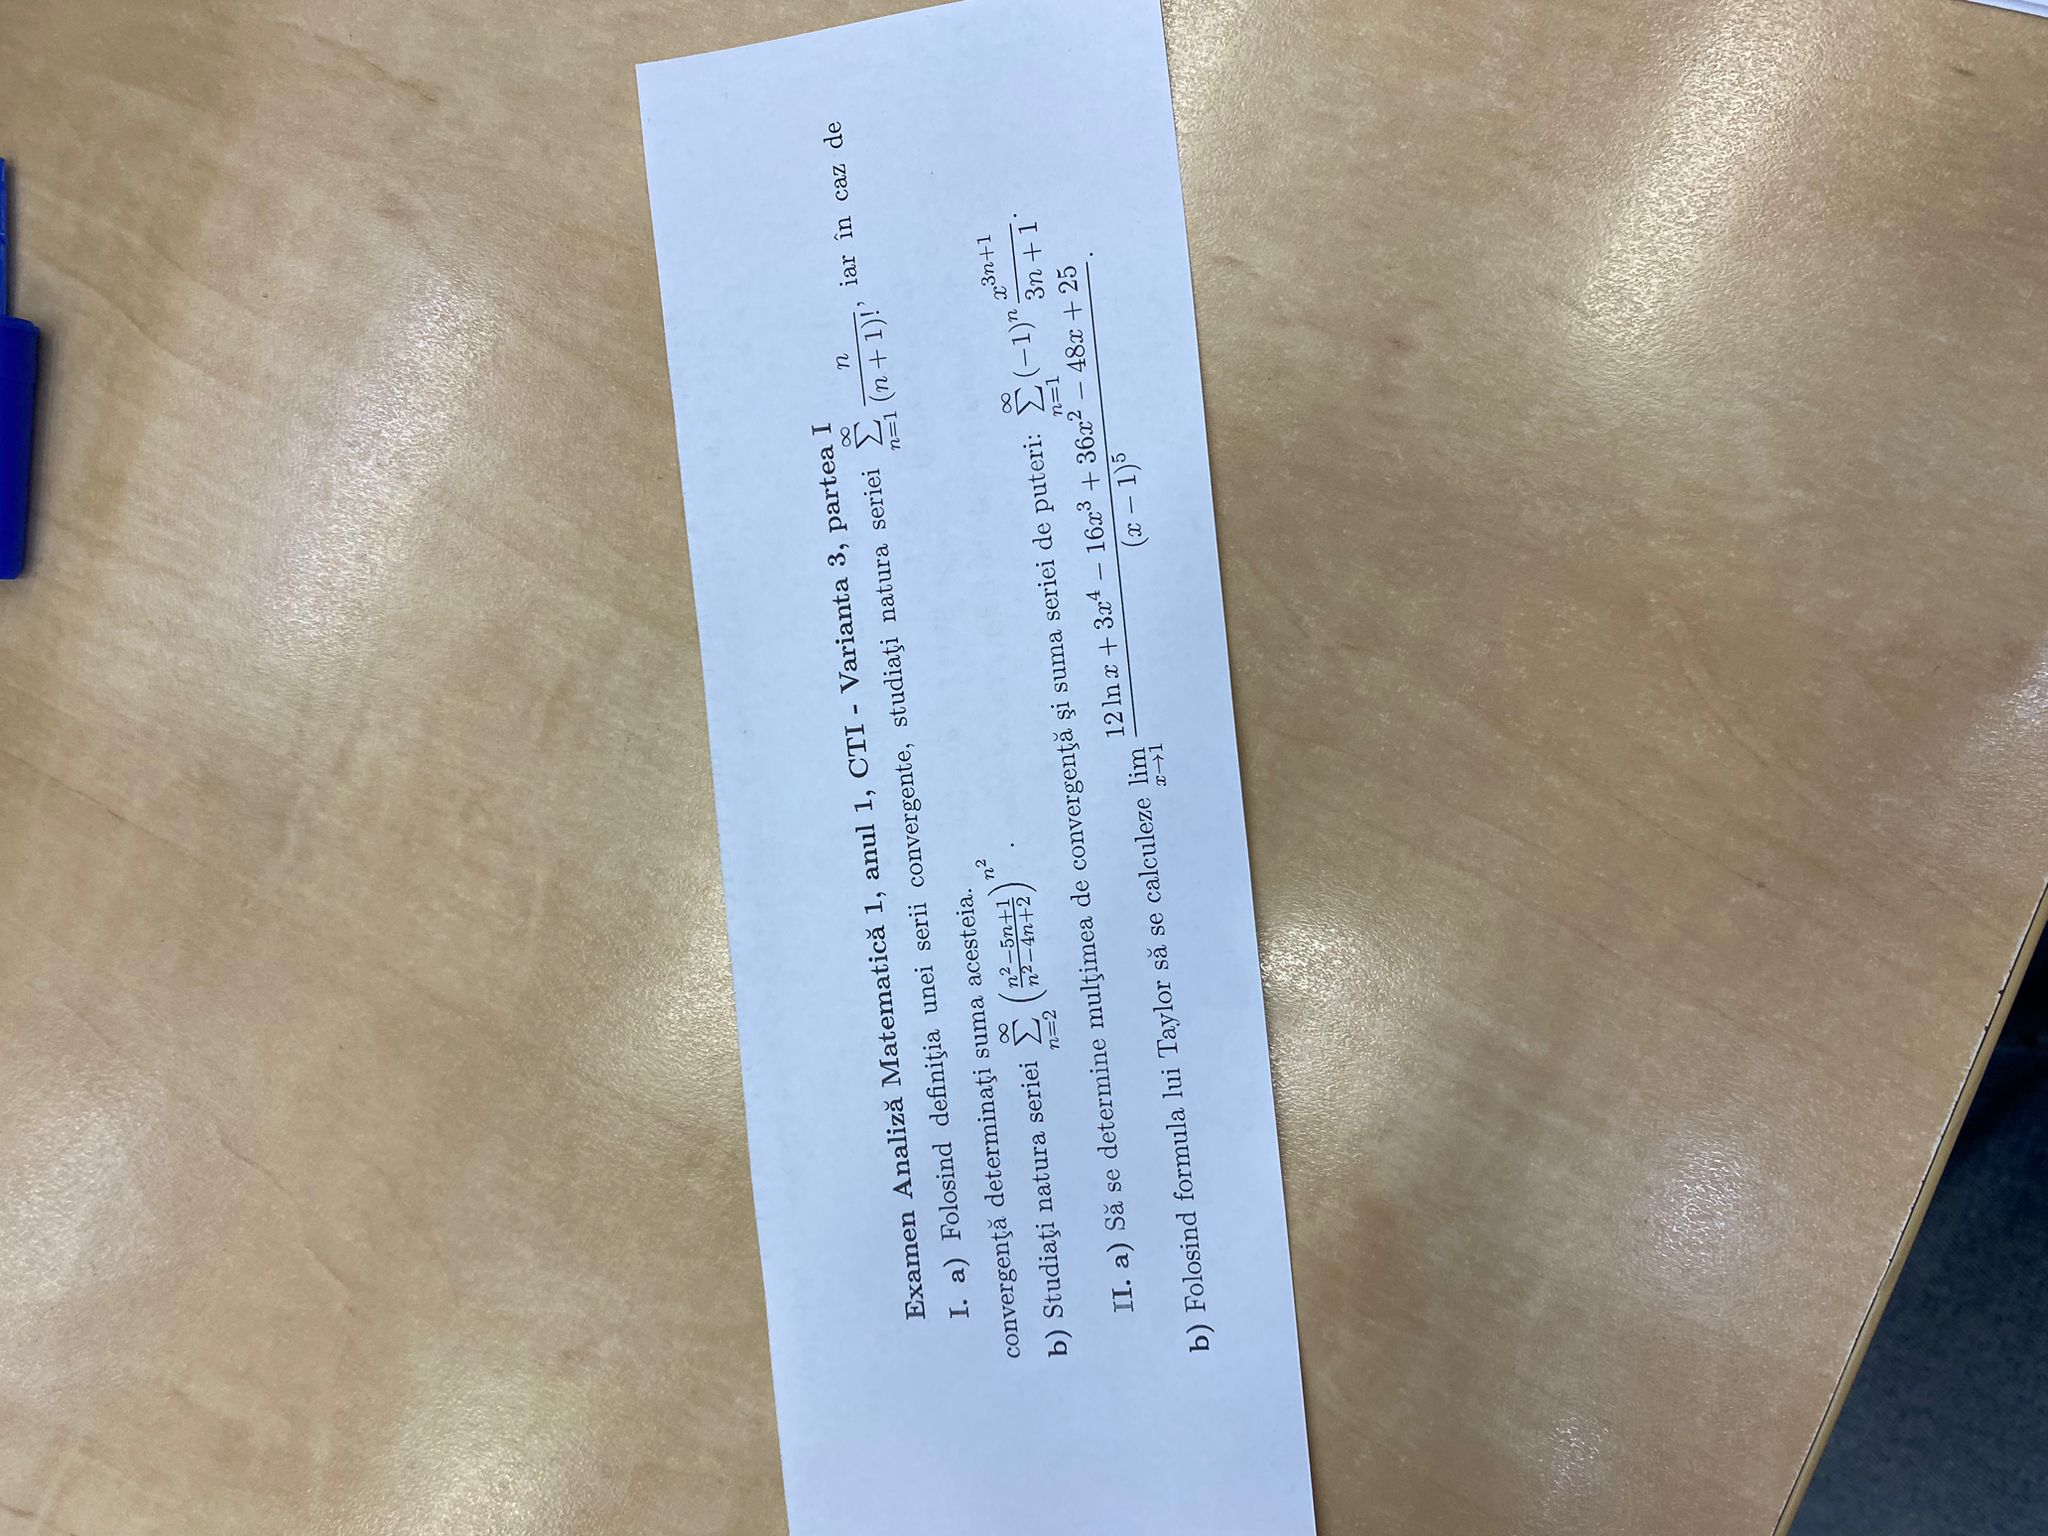 Examen Analiză Matematică 1, anul 1, CTI - Varianta 3, partea I
I. a) Folosind definiţia unei serii convergente, studiaţi natura seriei $\sum_{n=1}^{\infty} \frac{n}{(n+1)!}$, iar în caz de
convergenţă determinaţi suma acesteia.
b) Studiaţi natura seriei $\sum_{n=2}^{\infty} \left(\frac{n^2-5n+1}{n^2-4n+2}\right)^{n^2}$.
II. a) Să se determine mulţimea de convergenţă şi suma seriei de puteri: $\sum_{n=1}^{\infty} (-1)^n \frac{x^{3n+1}}{3n+1}$.
b) Folosind formula lui Taylor să se calculeze $\lim_{x \to 1} \frac{12 \ln x + 3x^4 - 16x^3 + 36x^2 - 48x + 25}{(x-1)^5}$.